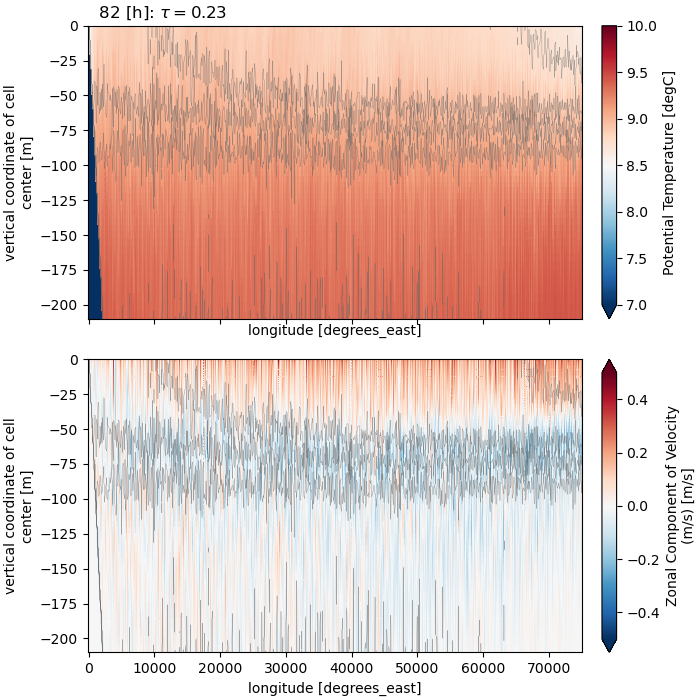 82 [h]: τ = 0.23
0
−25
−50
−75
−100
−125
−150
−175
−200
vertical coordinate of cell
center [m]
longitude [degrees_east]
10.0
9.5
9.0
8.5
8.0
7.5
7.0
Potential Temperature [degC]
0
−25
−50
−75
−100
−125
−150
−175
−200
vertical coordinate of cell
center [m]
0 10000 20000 30000 40000 50000 60000 70000
longitude [degrees_east]
0.4
0.2
0.0
−0.2
−0.4
Zonal Component of Velocity
(m/s) [m/s]